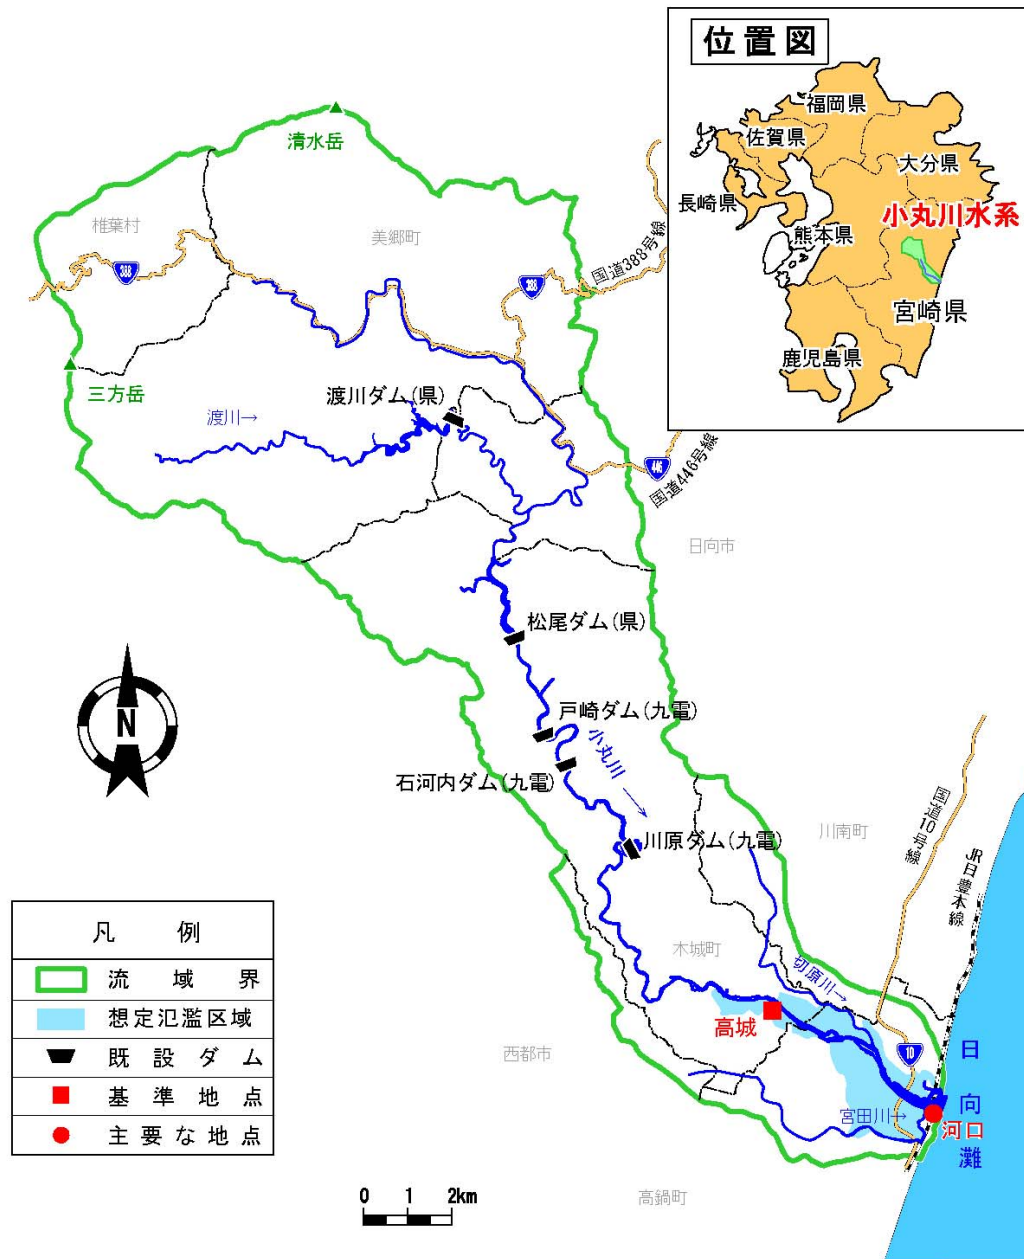 位置図
福岡県
佐賀県
大分県
長崎県
小丸川水系
熊本県
宮崎県
鹿児島県
清水岳
椎葉村
美郷町
388
国道388号線
388
三方岳
渡川ダム(県)
渡川→
446
国道446号線
日向市
松尾ダム(県)
N
戸崎ダム(九電)
小丸川→
石河内ダム(九電)
川原ダム(九電)
川南町
国道10号線
JR日豊本線
木城町
切原川→
高城
西都市
10
日向灘
宮田川→
河口
高鍋町
凡例
流域界
想定氾濫区域
既設ダム
基準地点
主要な地点
0 1 2km